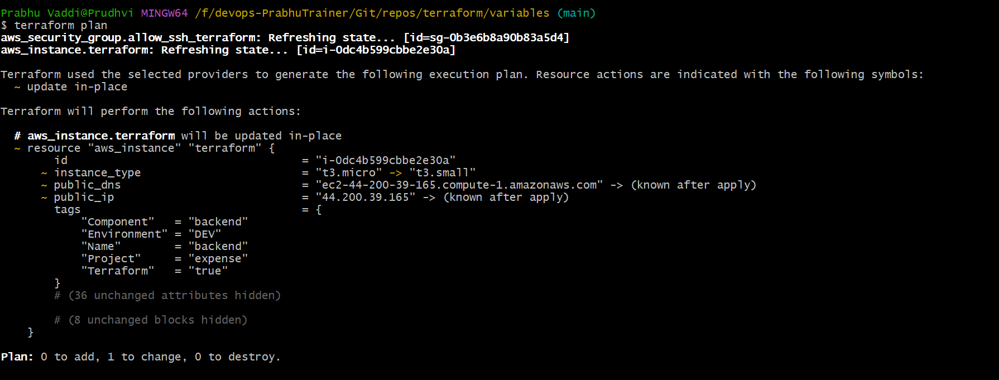 Prabhu Vaddi@Prudhvi MINGW64 /f/devops-PrabhuTrainer/Git/repos/terraform/variables (main)
$ terraform plan
aws_security_group.allow_ssh_terraform: Refreshing state... [id=sg-0b3e6b8a90b83a5d4]
aws_instance.terraform: Refreshing state... [id=i-0dc4b599cbbe2e30a]

Terraform used the selected providers to generate the following execution plan. Resource actions are indicated with the following symbols:
  ~ update in-place

Terraform will perform the following actions:

  # aws_instance.terraform will be updated in-place
  ~ resource "aws_instance" "terraform" {
        id                                   = "i-0dc4b599cbbe2e30a"
      ~ instance_type                        = "t3.micro" -> "t3.small"
      ~ public_dns                           = "ec2-44-200-39-165.compute-1.amazonaws.com" -> (known after apply)
      ~ public_ip                            = "44.200.39.165" -> (known after apply)
        tags                                 = {
            "Component"   = "backend"
            "Environment" = "DEV"
            "Name"        = "backend"
            "Project"     = "expense"
            "Terraform"   = "true"
        }
        # (36 unchanged attributes hidden)

        # (8 unchanged blocks hidden)
    }

Plan: 0 to add, 1 to change, 0 to destroy.